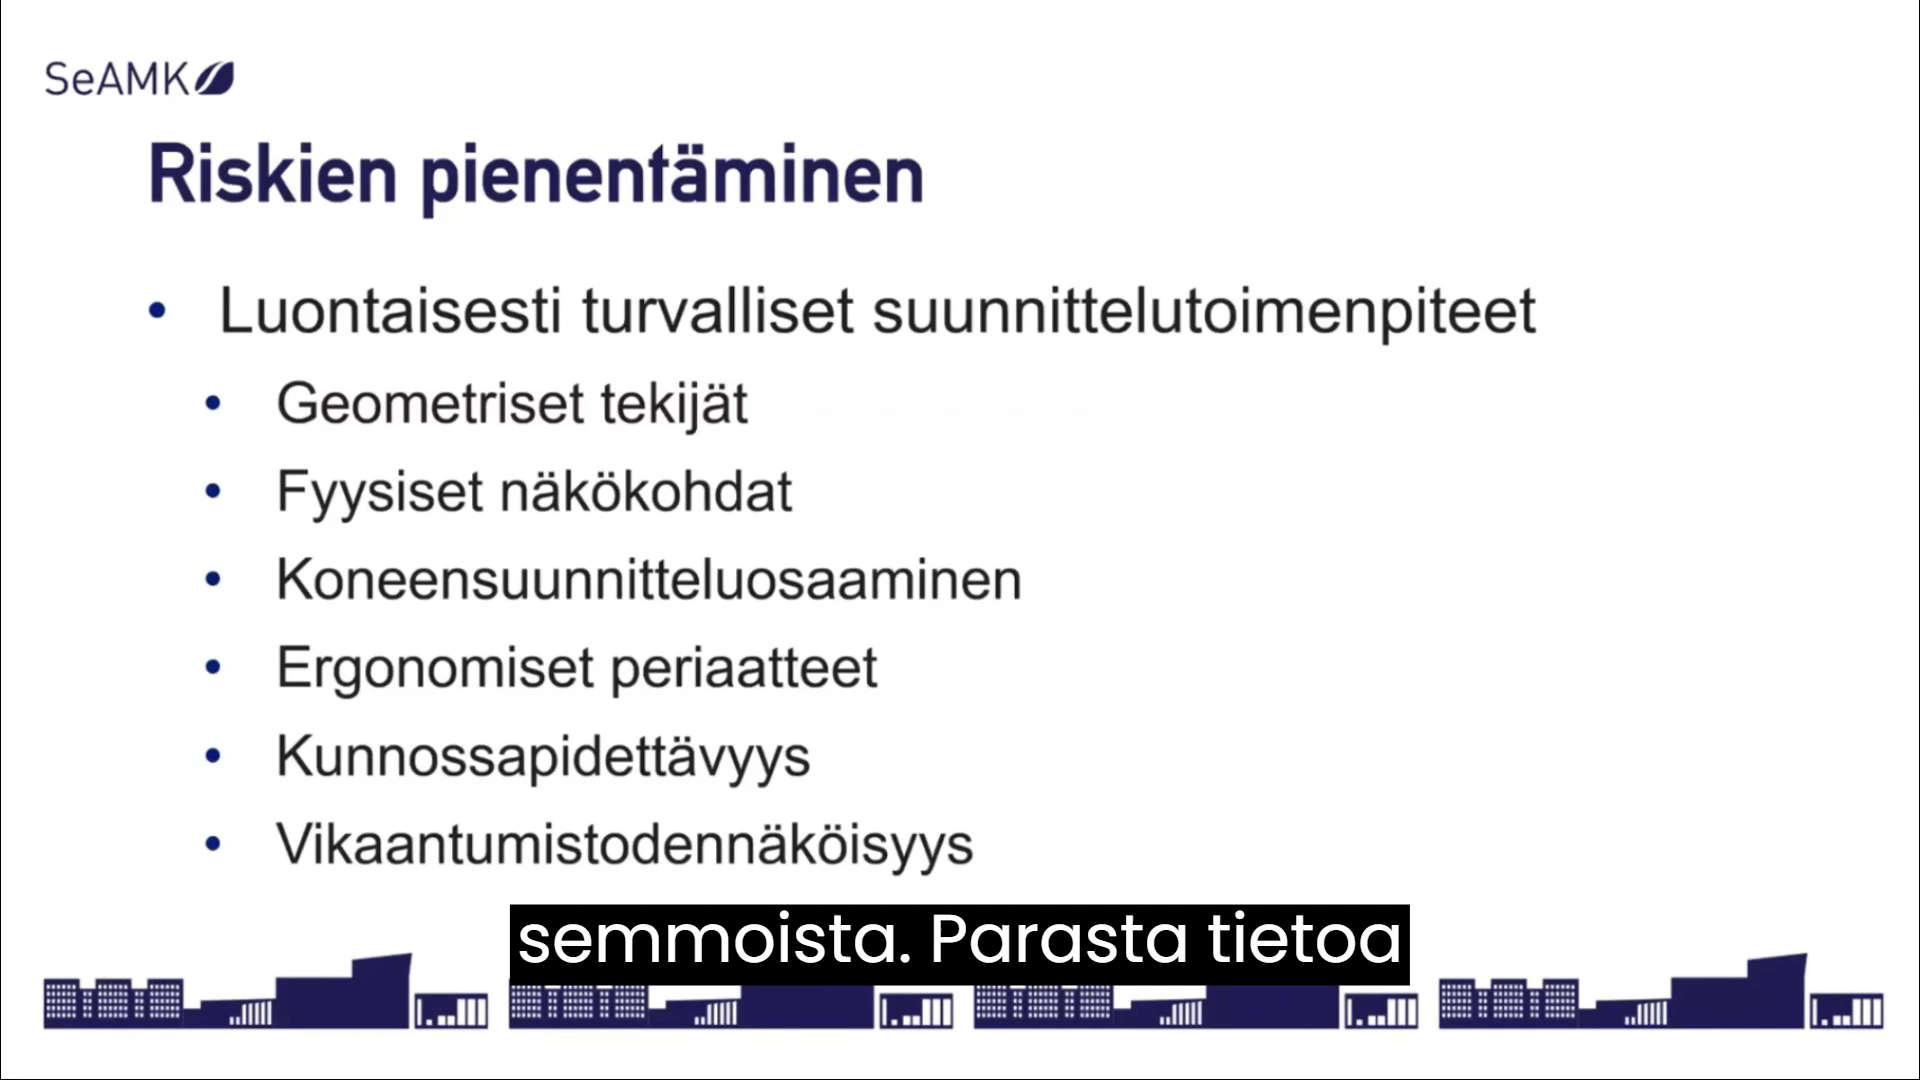 SeAMK
Riskien pienentäminen
• Luontaisesti turvalliset suunnittelutoimenpiteet
• Geometriset tekijät
• Fyysiset näkökohdat
• Koneensuunnitteluosaaminen
• Ergonomiset periaatteet
• Kunnossapidettävyys
• Vikaantumistodennäköisyys
semmoista. Parasta tietoa